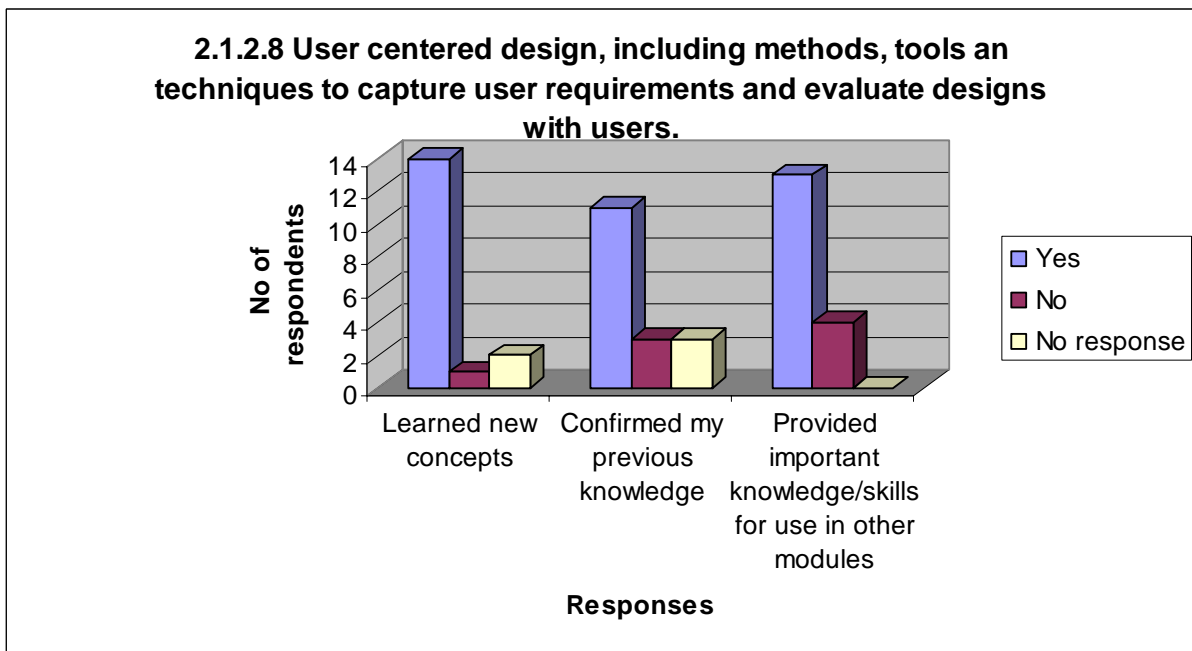 2.1.2.8 User centered design, including methods, tools an
techniques to capture user requirements and evaluate designs
with users.
14
12
10
8
6
4
2
0
No of
respondents
Learned new
concepts
Confirmed my
previous
knowledge
Provided
important
knowledge/skills
for use in other
modules
Responses
Yes
No
No response